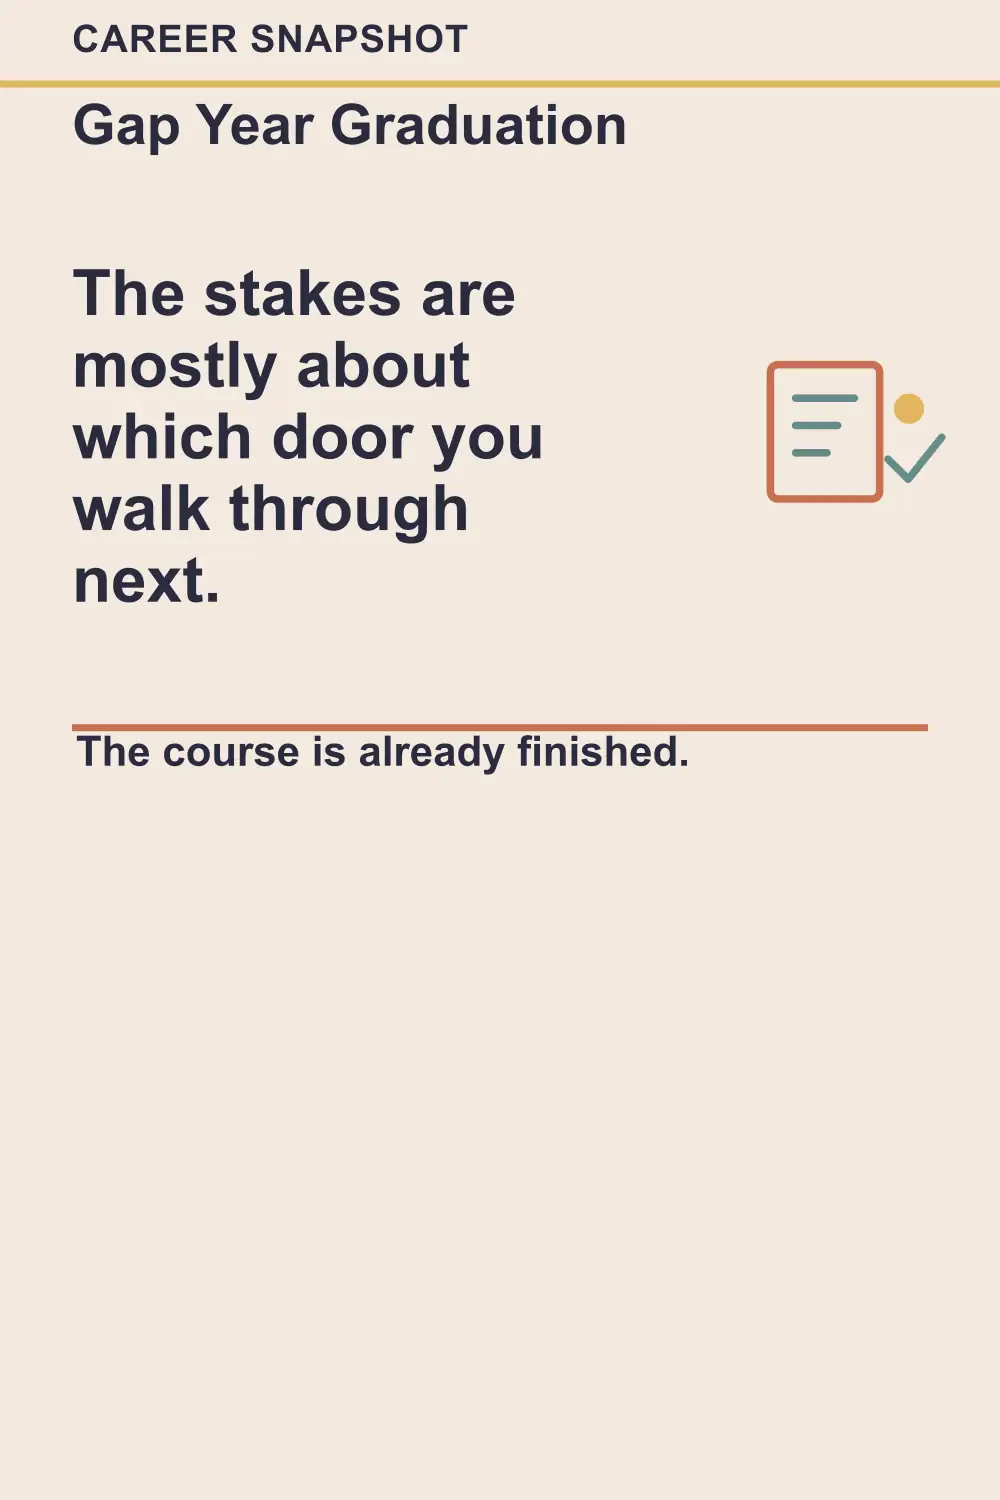 CAREER SNAPSHOT
Gap Year Graduation
The stakes are
mostly about
which door you
walk through
next.
The course is already finished.